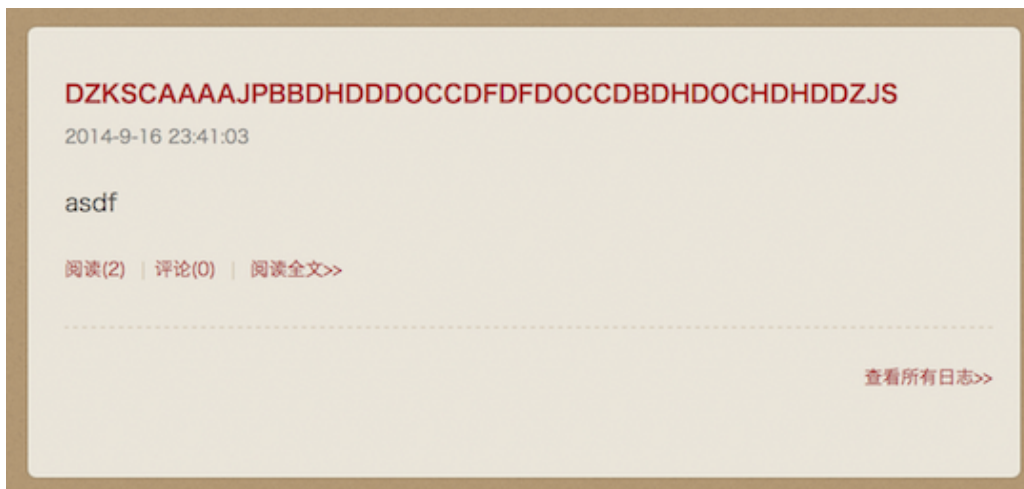 DZKSCAAAAJPBBDHDDDOCCDFDFDOCCDBDHDOCHDHDDZJS
2014-9-16 23:41:03
asdf
阅读(2) | 评论(0) | 阅读全文>>
查看所有日志>>